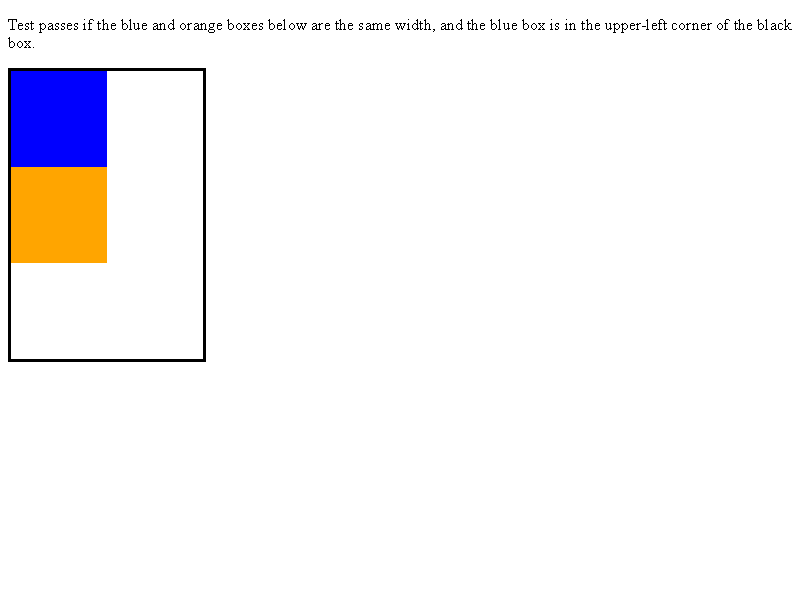 Test passes if the blue and orange boxes below are the same width, and the blue box is in the upper-left corner of the black
box.